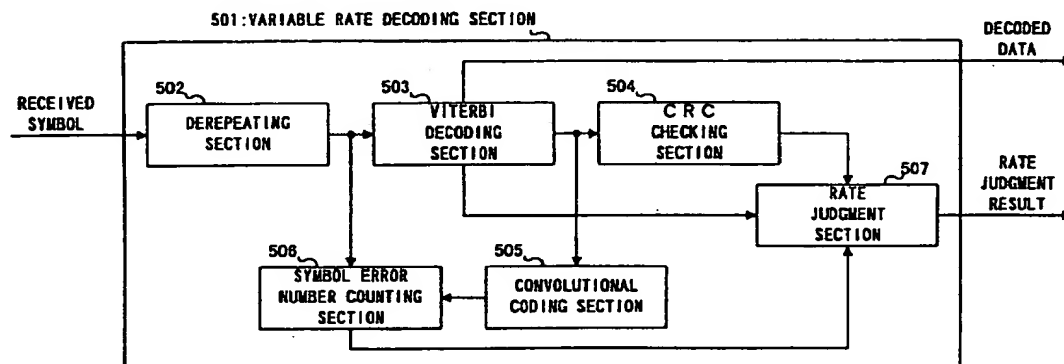 501:VARIABLE RATE DECODING SECTION
DECODED
DATA
RECEIVED
SYMBOL
502
DEREPEATING
SECTION
503
VITERBI
DECODING
SECTION
504
CRC
CHECKING
SECTION
507
RATE
JUDGMENT
SECTION
RATE
JUDGMENT
RESULT
506
SYMBOL ERROR
NUMBER COUNTING
SECTION
505
CONVOLUTIONAL
CODING SECTION